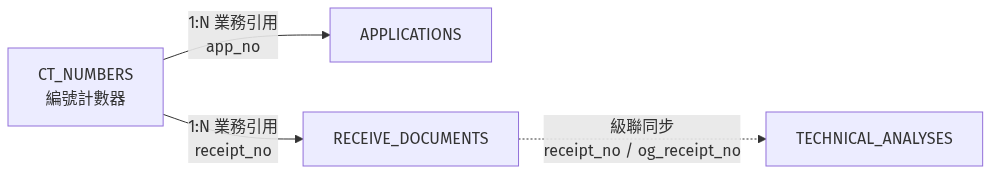 CT_NUMBERS
編號計數器
1:N 業務引用
app_no
APPLICATIONS
1:N 業務引用
receipt_no
RECEIVE_DOCUMENTS
級聯同步
receipt_no / og_receipt_no
TECHNICAL_ANALYSES